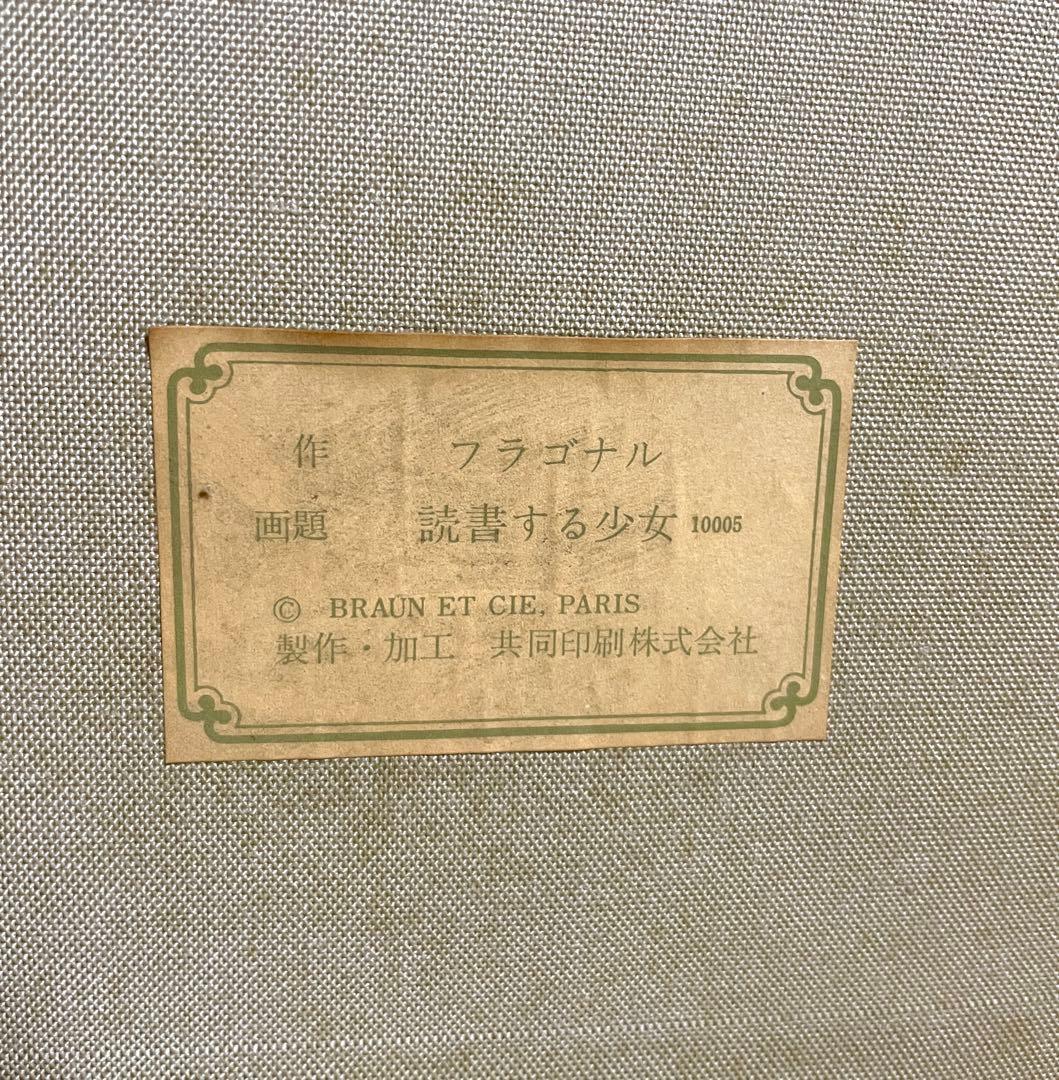 作 フラゴナル
画題 読書する少女 10005
© BRAUN ET CIE, PARIS
製作・加工 共同印刷株式会社